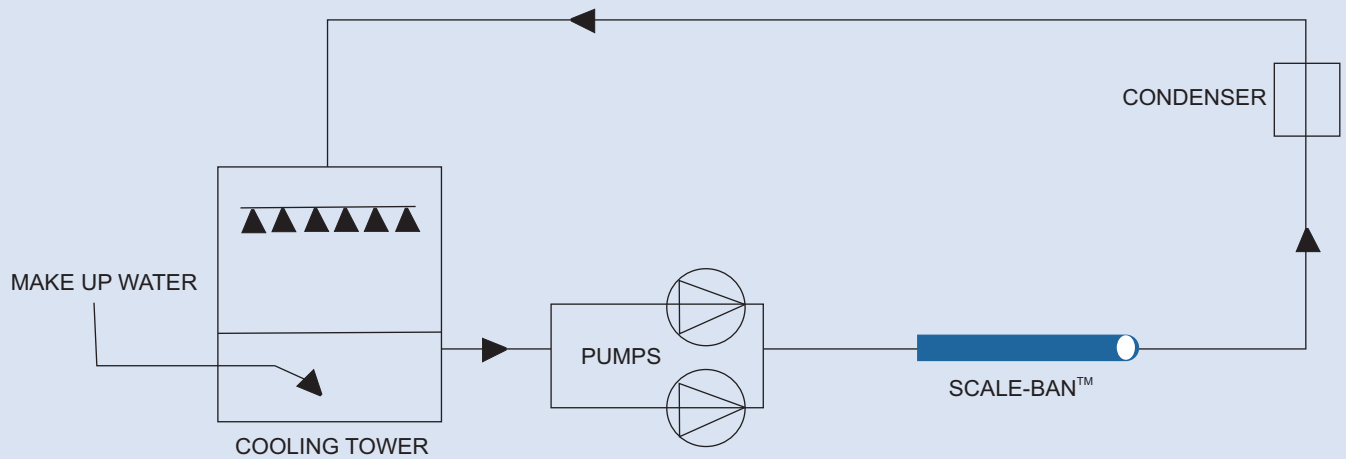 CONDENSER
MAKE UP WATER
PUMPS
SCALE-BAN™
COOLING TOWER